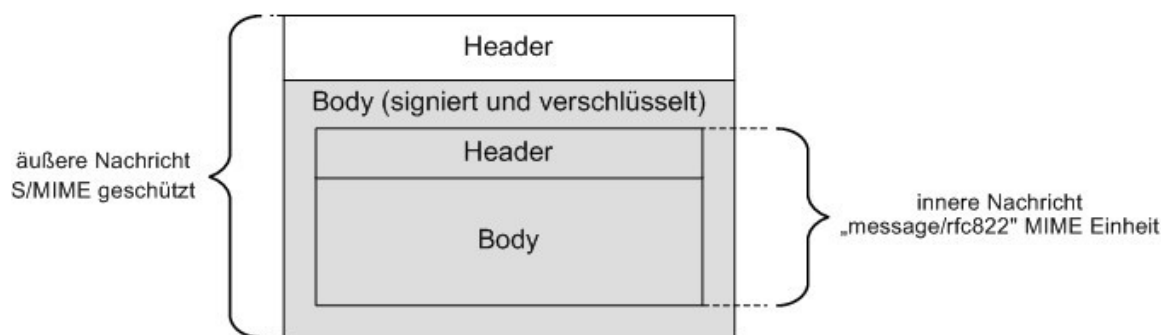 Header
Body (signiert und verschlüsselt)
Header
äußere Nachricht
S/MIME geschützt
innere Nachricht
„message/rfc822" MIME Einheit
Body